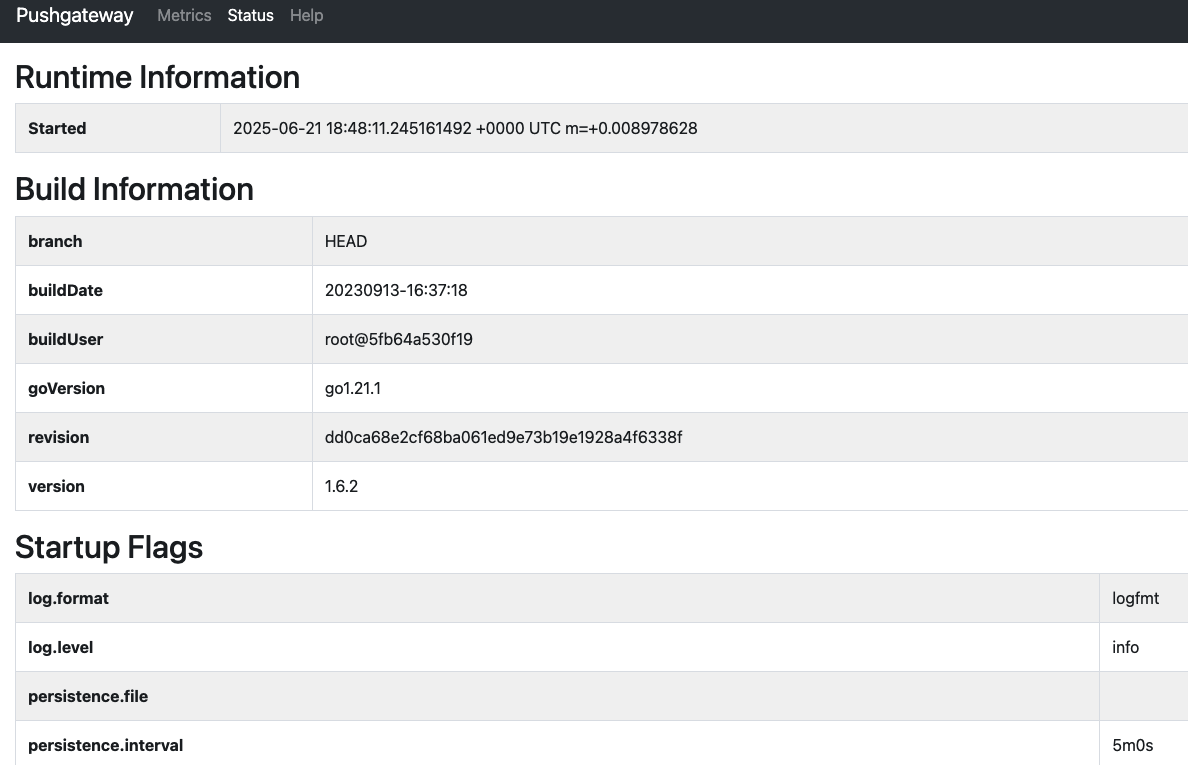 Pushgateway Metrics Status Help
Runtime Information
Started 2025-06-21 18:48:11.245161492 +0000 UTC m=+0.008978628
Build Information
branch HEAD
buildDate 20230913-16:37:18
buildUser root@5fb64a530f19
goVersion go1.21.1
revision dd0ca68e2cf68ba061ed9e73b19e1928a4f6338f
version 1.6.2
Startup Flags
log.format logfmt
log.level info
persistence.file
persistence.interval 5m0s